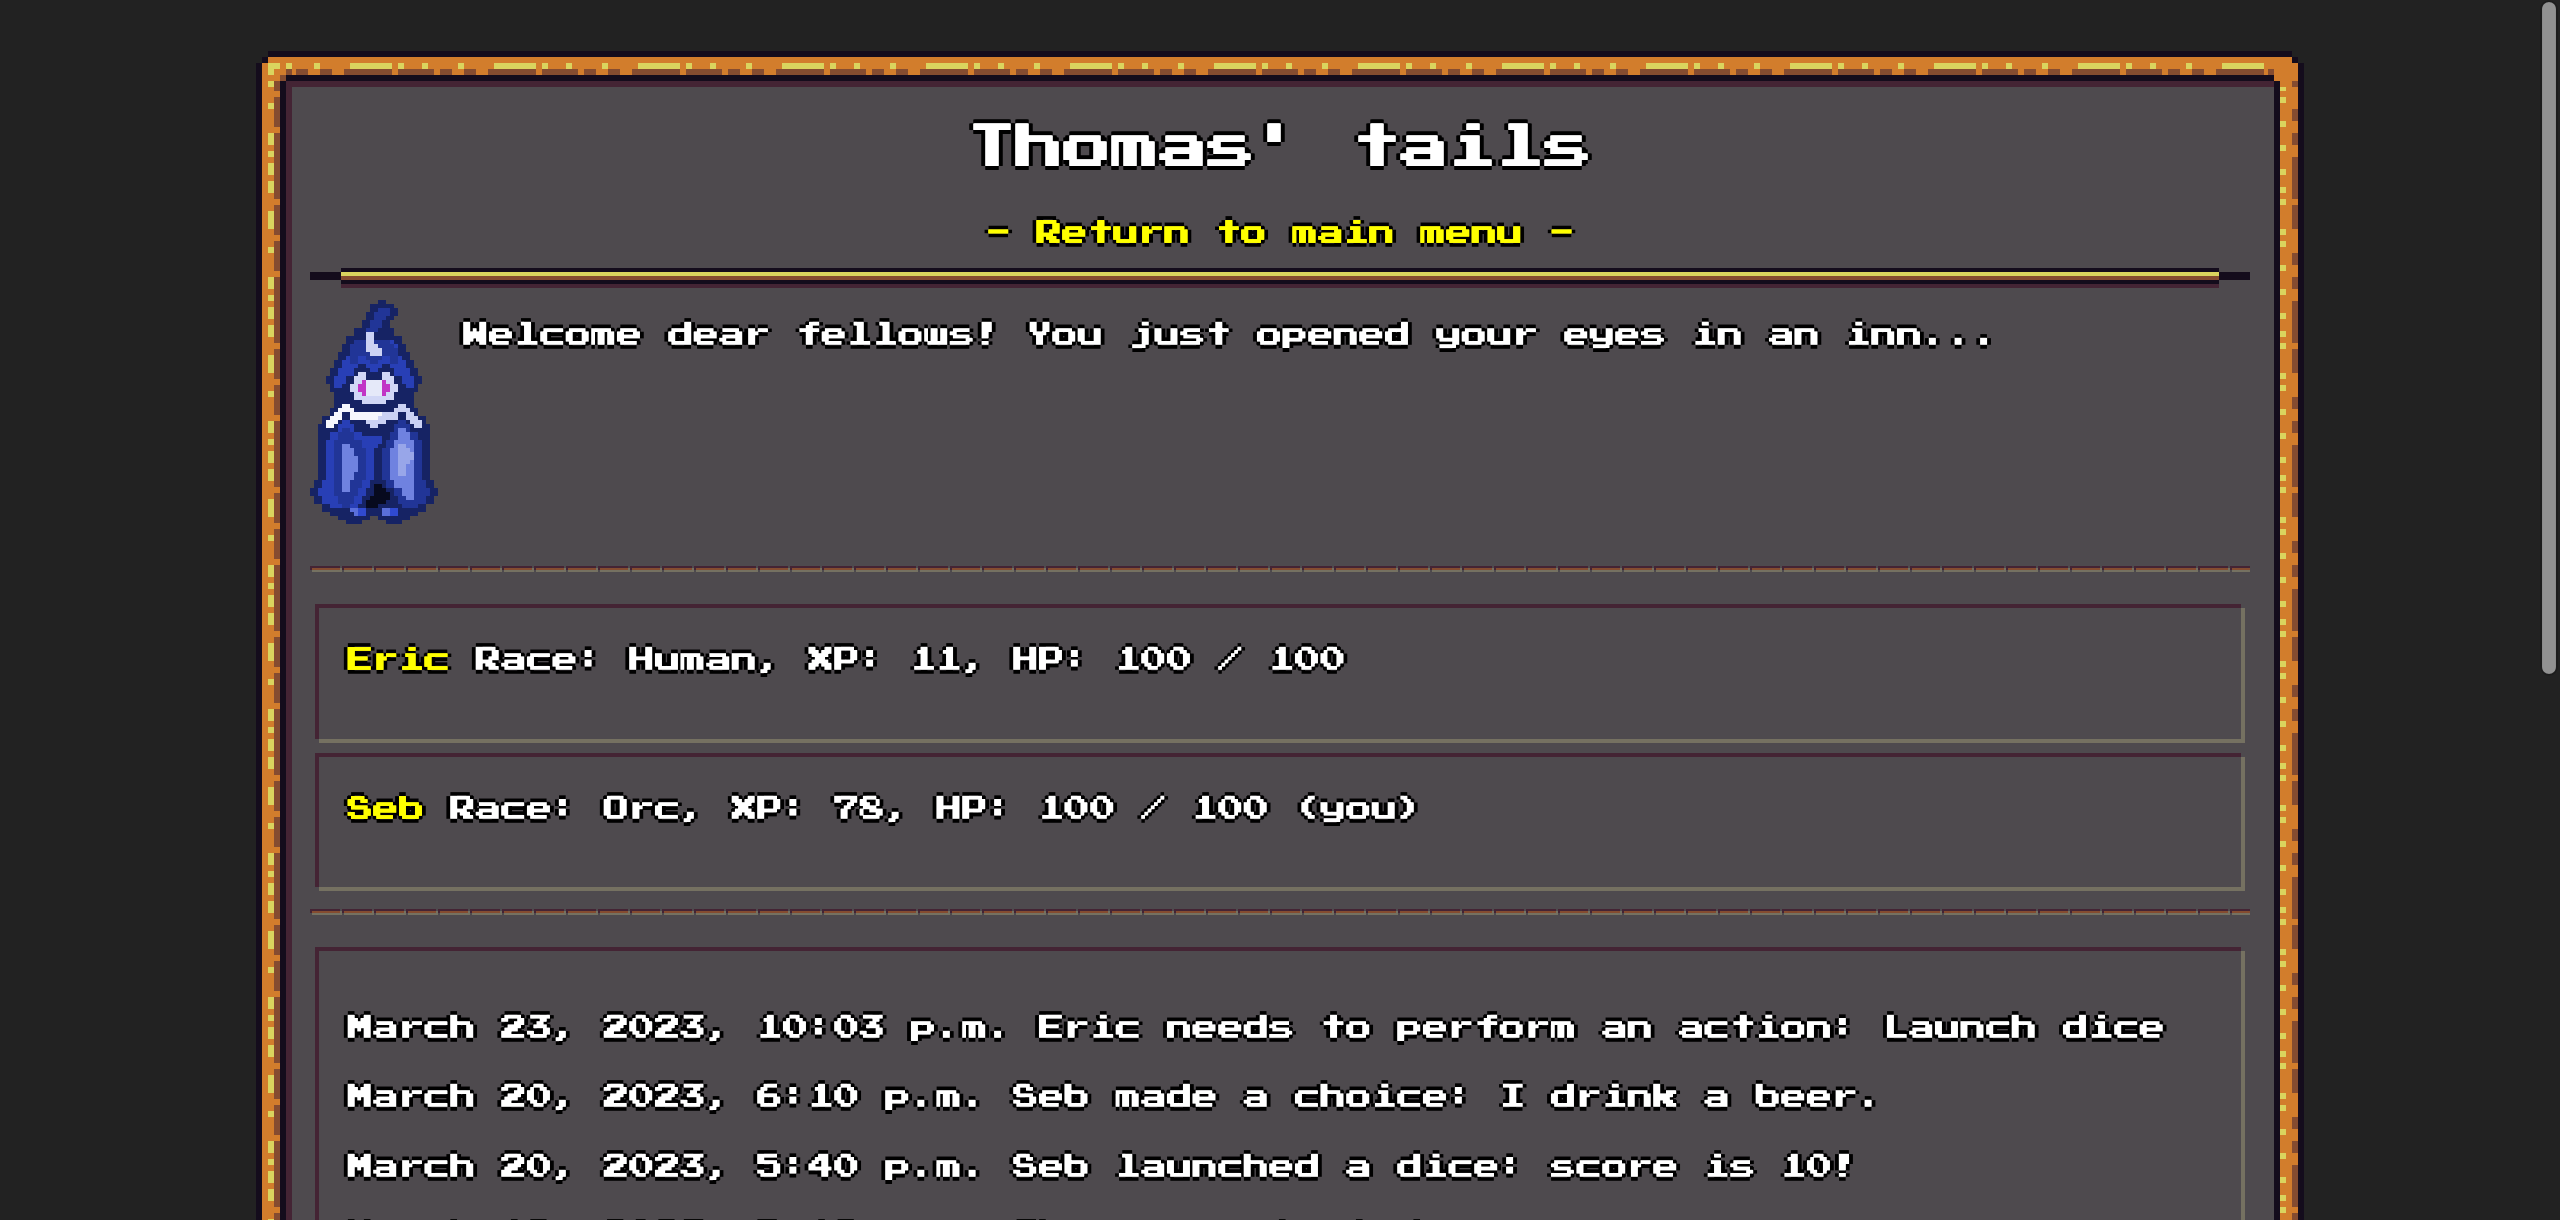 Thomas' tails
- Return to main menu -
Welcome dear fellows! You just opened your eyes in an inn...
Eric Race: Human, XP: 11, HP: 100 / 100
Seb Race: Orc, XP: 78, HP: 100 / 100 (you)
March 23, 2023, 10:03 p.m. Eric needs to perform an action: Launch dice
March 20, 2023, 6:10 p.m. Seb made a choice: I drink a beer.
March 20, 2023, 5:40 p.m. Seb launched a dice: score is 10!